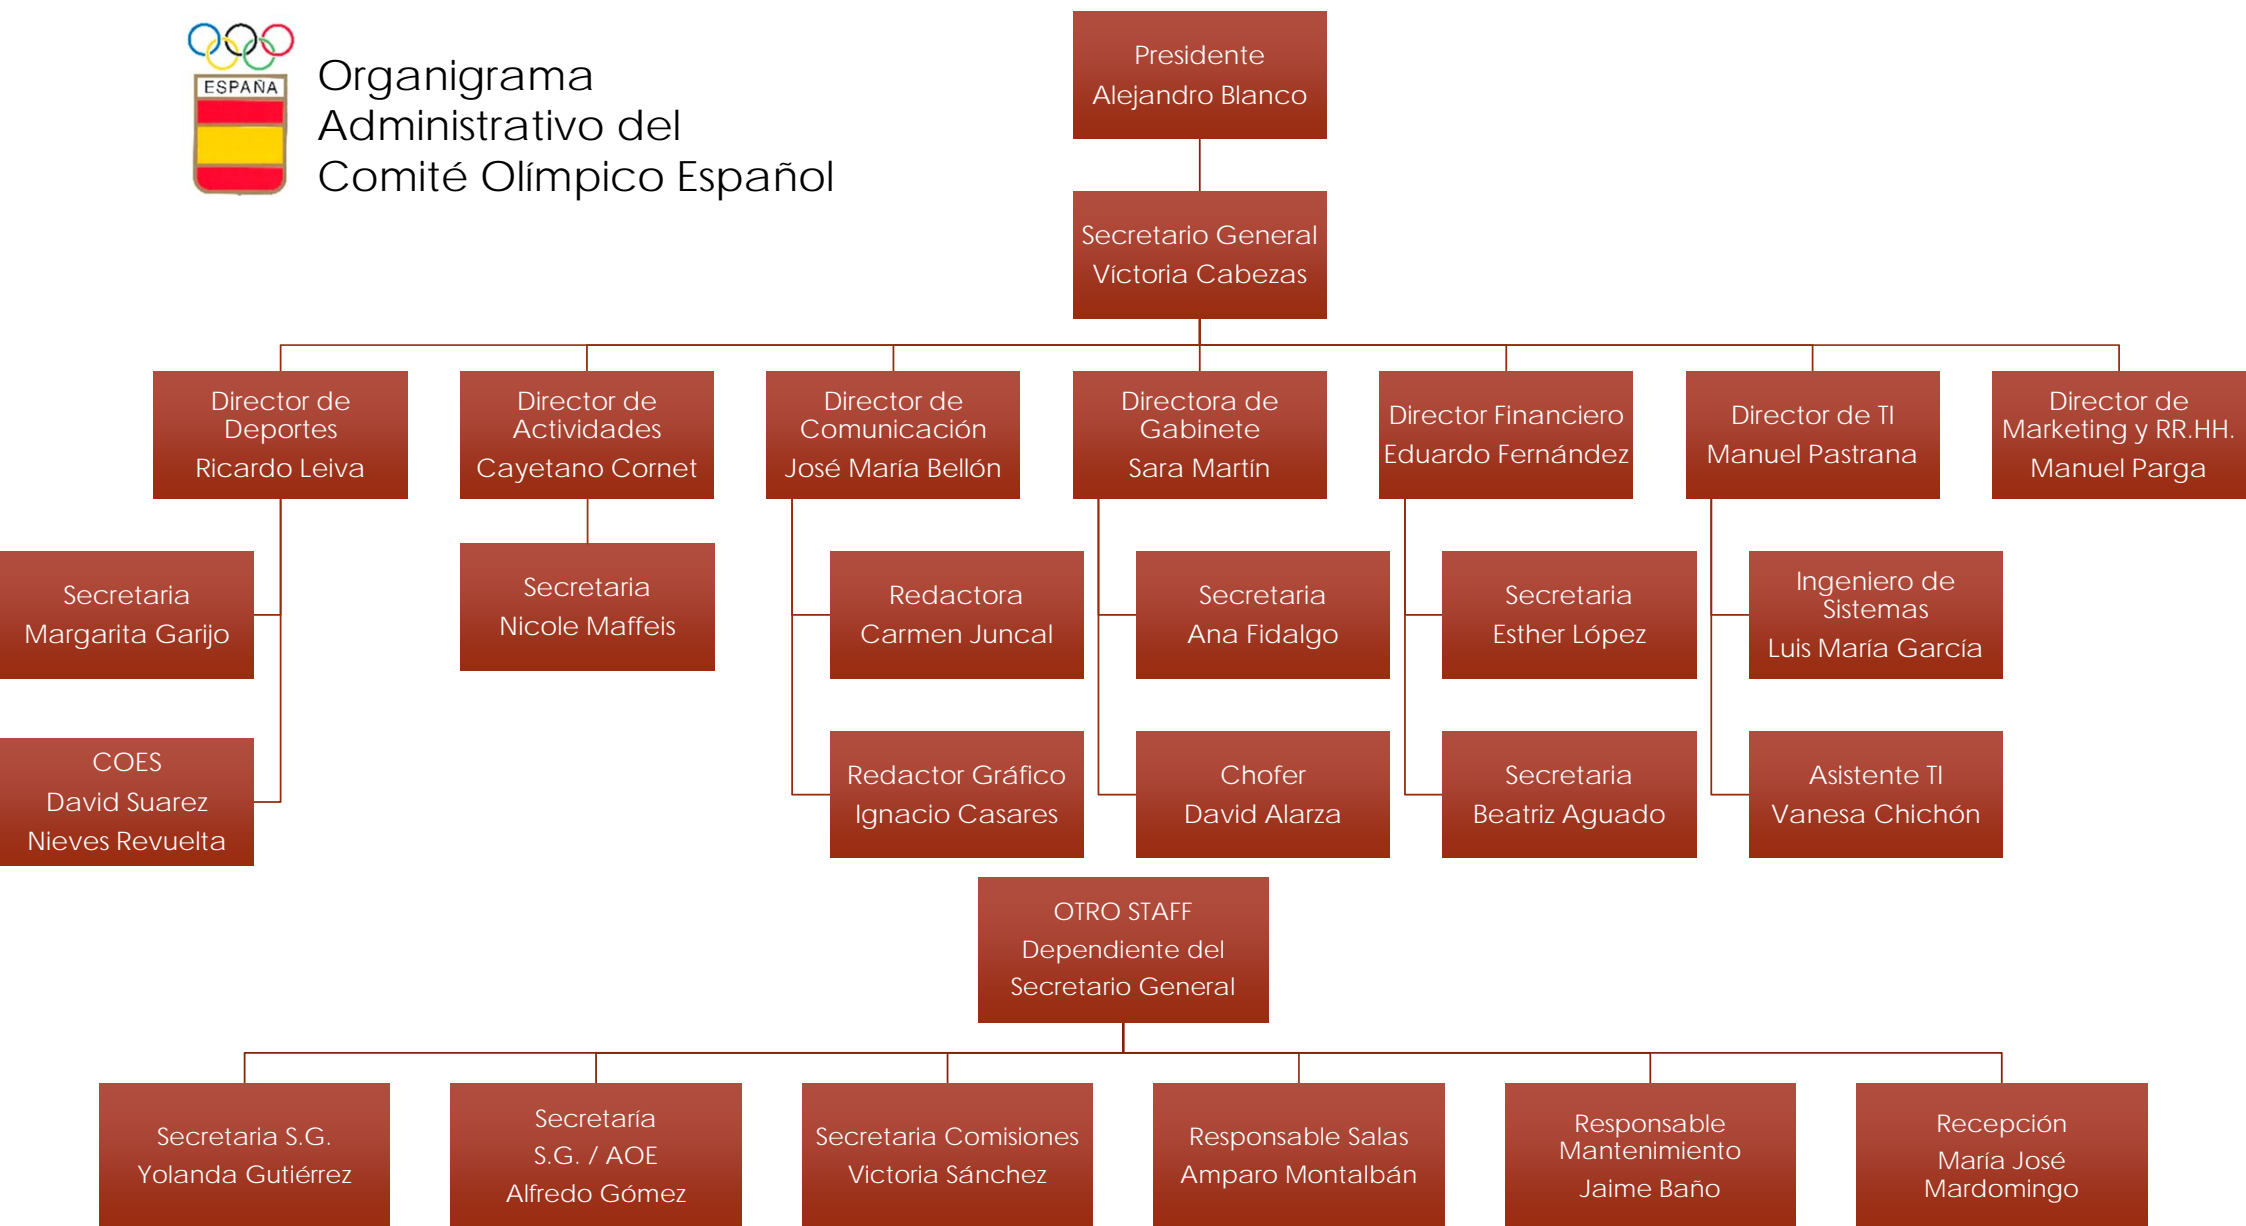 ESPAÑA
Organigrama
Administrativo del
Comité Olímpico Español
Presidente
Alejandro Blanco
Secretario General
Víctoria Cabezas
Director de
Deportes
Ricardo Leiva
Director de
Actividades
Cayetano Cornet
Director de
Comunicación
José María Bellón
Directora de
Gabinete
Sara Martín
Director Financiero
Eduardo Fernández
Director de TI
Manuel Pastrana
Director de
Marketing y RR.HH.
Manuel Parga
Secretaria
Margarita Garijo
Secretaria
Nicole Maffeis
Redactora
Carmen Juncal
Secretaria
Ana Fidalgo
Secretaria
Esther López
Ingeniero de
Sistemas
Luis María García
COES
David Suarez
Nieves Revuelta
Redactor Gráfico
Ignacio Casares
Chofer
David Alarza
Secretaria
Beatriz Aguado
Asistente TI
Vanesa Chichón
OTRO STAFF
Dependiente del
Secretario General
Secretaria S.G.
Yolanda Gutiérrez
Secretaría
S.G. / AOE
Alfredo Gómez
Secretaria Comisiones
Victoria Sánchez
Responsable Salas
Amparo Montalbán
Responsable
Mantenimiento
Jaime Baño
Recepción
María José
Mardomingo